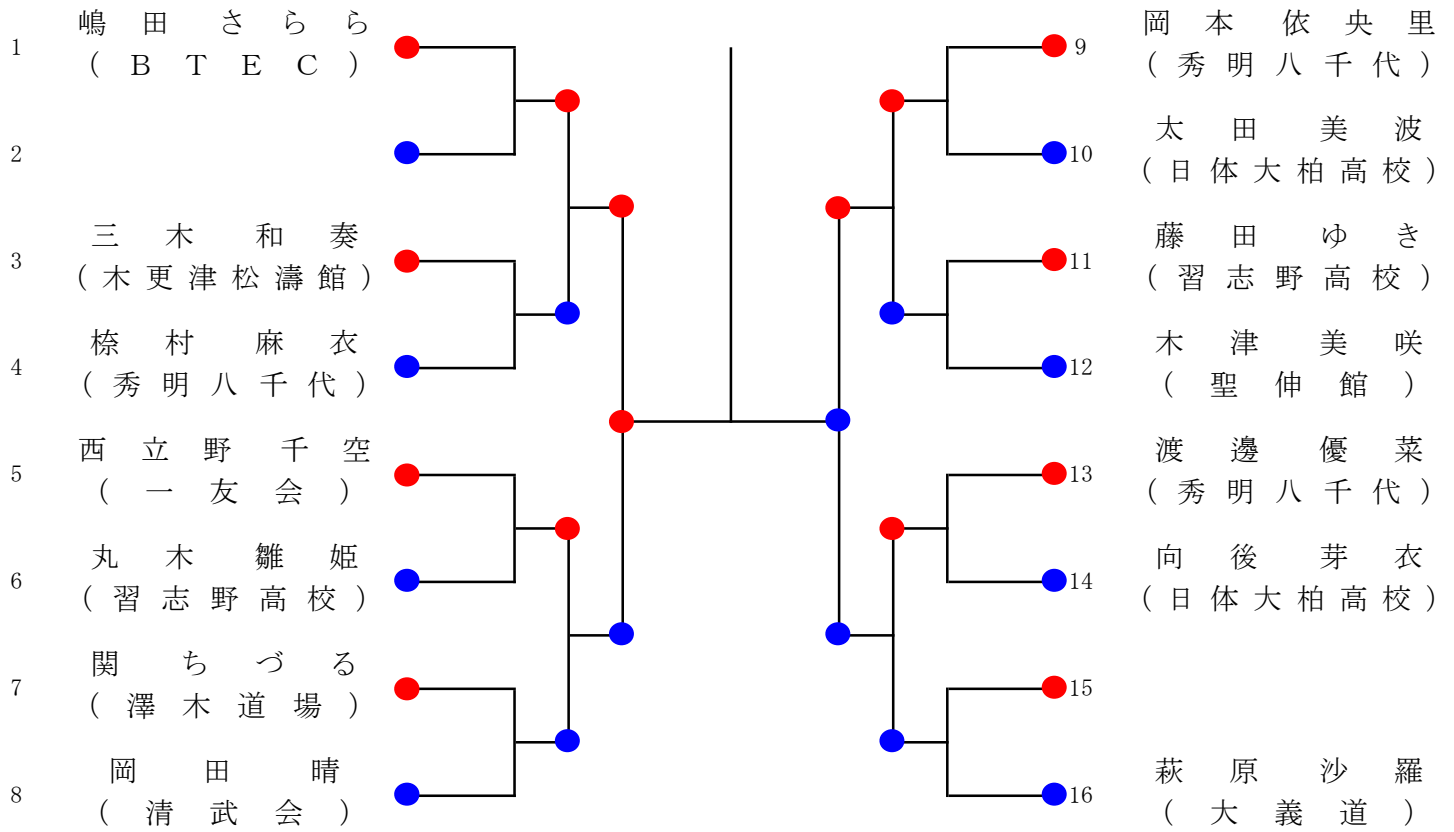 1
嶋田さらら
(BTEC)
2
3
三木和奏
(木更津松濤館)
4
檪村麻衣
(秀明八千代)
5
西立野千空
(一友会)
6
丸木雛姫
(習志野高校)
7
関ちづる
(澤木道場)
8
岡田晴
(清武会)
9
岡本依央里
(秀明八千代)
10
太田美波
(日体大柏高校)
11
藤田ゆき
(習志野高校)
12
木津美咲
(聖伸館)
13
渡邊優菜
(秀明八千代)
14
向後芽衣
(日体大柏高校)
15
16
萩原沙羅
(大義道)